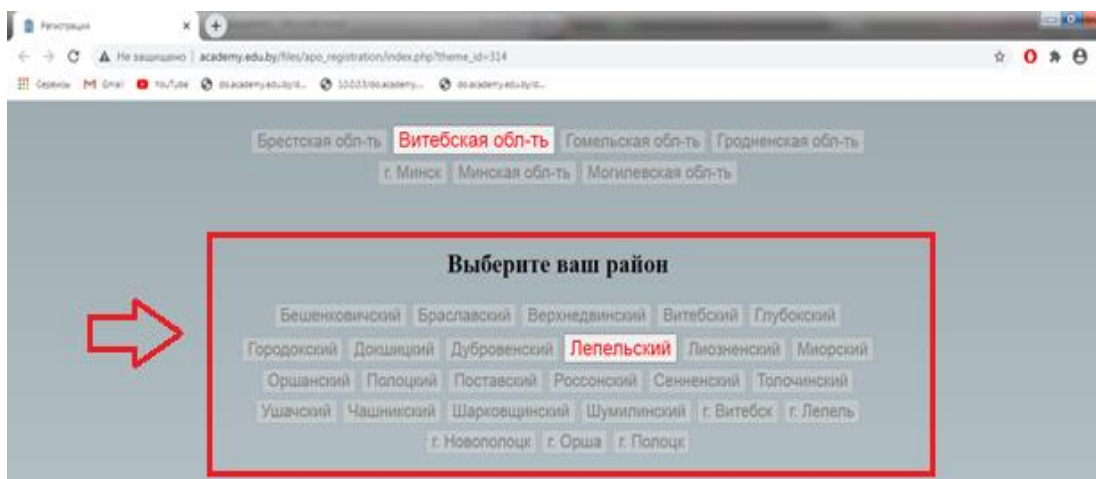 Регистрация
Не защищено | academy.edu.by/files/apo_registration/index.php?theme_id=314
Сервисы Gmail YouTube
Брестская обл-ть Витебская обл-ть Гомельская обл-ть Гродненская обл-ть
г. Минск Минская обл-ть Могилевская обл-ть
Выберите ваш район
Бешенковичский Браславский Верхнедвинский Витебский Глубокский
Городокский Докшицкий Дубровенский Лепельский Лиозненский Миорский
Оршанский Полоцкий Поставский Россонский Сенненский Толочинский
Ушачский Чашникский Шарковщинский Шумилинский г. Витебск г. Лепель
г. Новополоцк г. Орша г. Полоцк